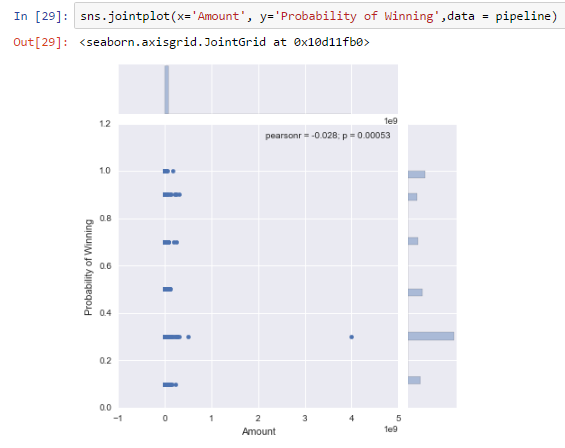 In [29]: sns.jointplot(x='Amount', y='Probability of Winning',data = pipeline)
Out[29]: <seaborn.axisgrid.JointGrid at 0x10d11fb0>
1e9
pearsonr = -0.028; p = 0.00053
1.2
1.0
0.8
0.6
0.4
0.2
0.0
Probability of Winning
−1 0 1 2 3 4 5
1e9
Amount